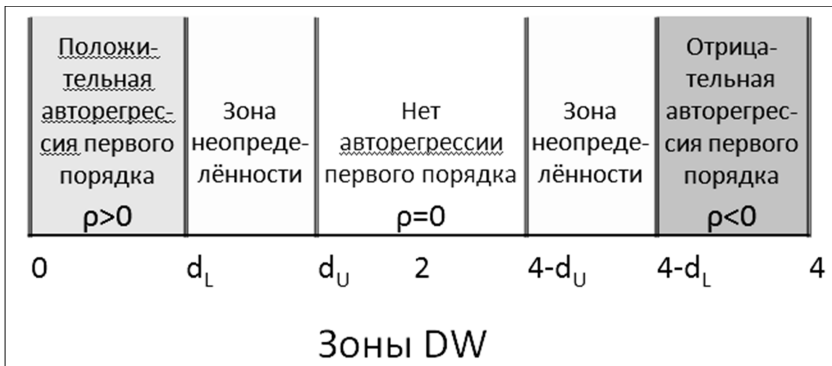 Положи-
тельная
авторегрес-
сия первого
порядка
ρ>0
Зона
неопреде-
лённости
Нет
авторегрессии
первого порядка
ρ=0
Зона
неопреде-
лённости
Отрица-
тельная
авторегрес-
сия первого
порядка
ρ<0
0 dL dU 2 4-dU 4-dL 4
Зоны DW